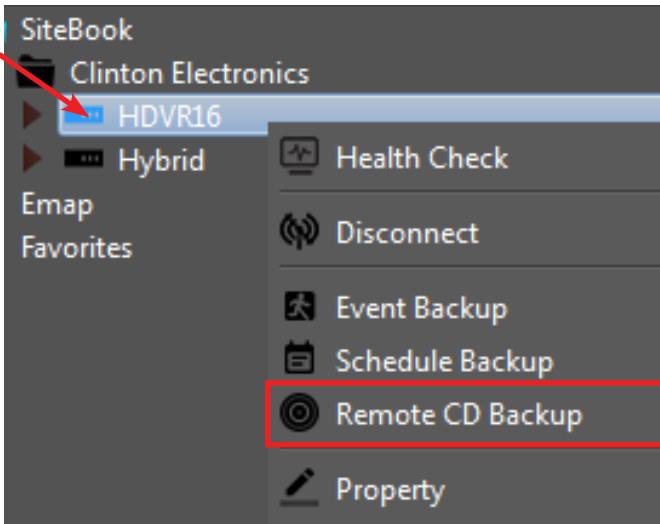 SiteBook
Clinton Electronics
HDVR16
Hybrid
Emap
Favorites
Health Check
Disconnect
Event Backup
Schedule Backup
Remote CD Backup
Property